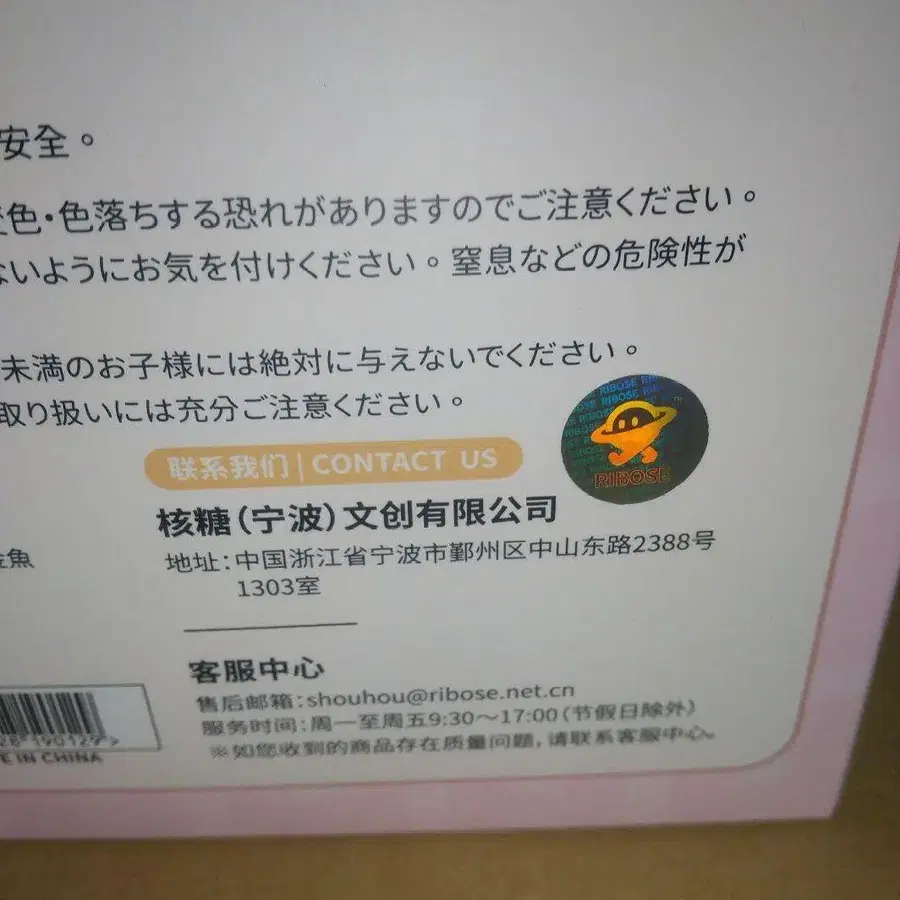 安全。
色・色落ちする恐れがありますのでご注意ください。
ないようにお気を付けください。窒息などの危険性が
未満のお子様には絶対に与えないでください。
取り扱いには充分ご注意ください。
RIBOSE
联系我们|CONTACT US
核糖(宁波)文创有限公司
地址:中国浙江省宁波市鄞州区中山东路2388号
1303室
金魚
客服中心
售后邮箱:shouhou@ribose.net.cn
服务时间:周一至周五9:30～17:00(节假日除外)
※如您收到的商品存在质量问题,请联系客服中心。
190129>
E IN CHINA